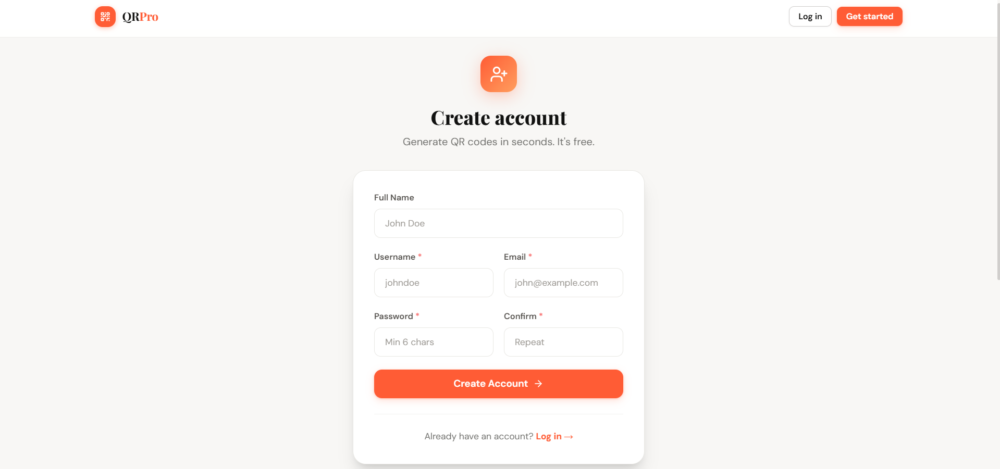 QRPro
Log in
Get started
Create account
Generate QR codes in seconds. It's free.
Full Name
John Doe
Username *
Email *
johndoe
john@example.com
Password *
Confirm *
Min 6 chars
Repeat
Create Account →
Already have an account? Log in →